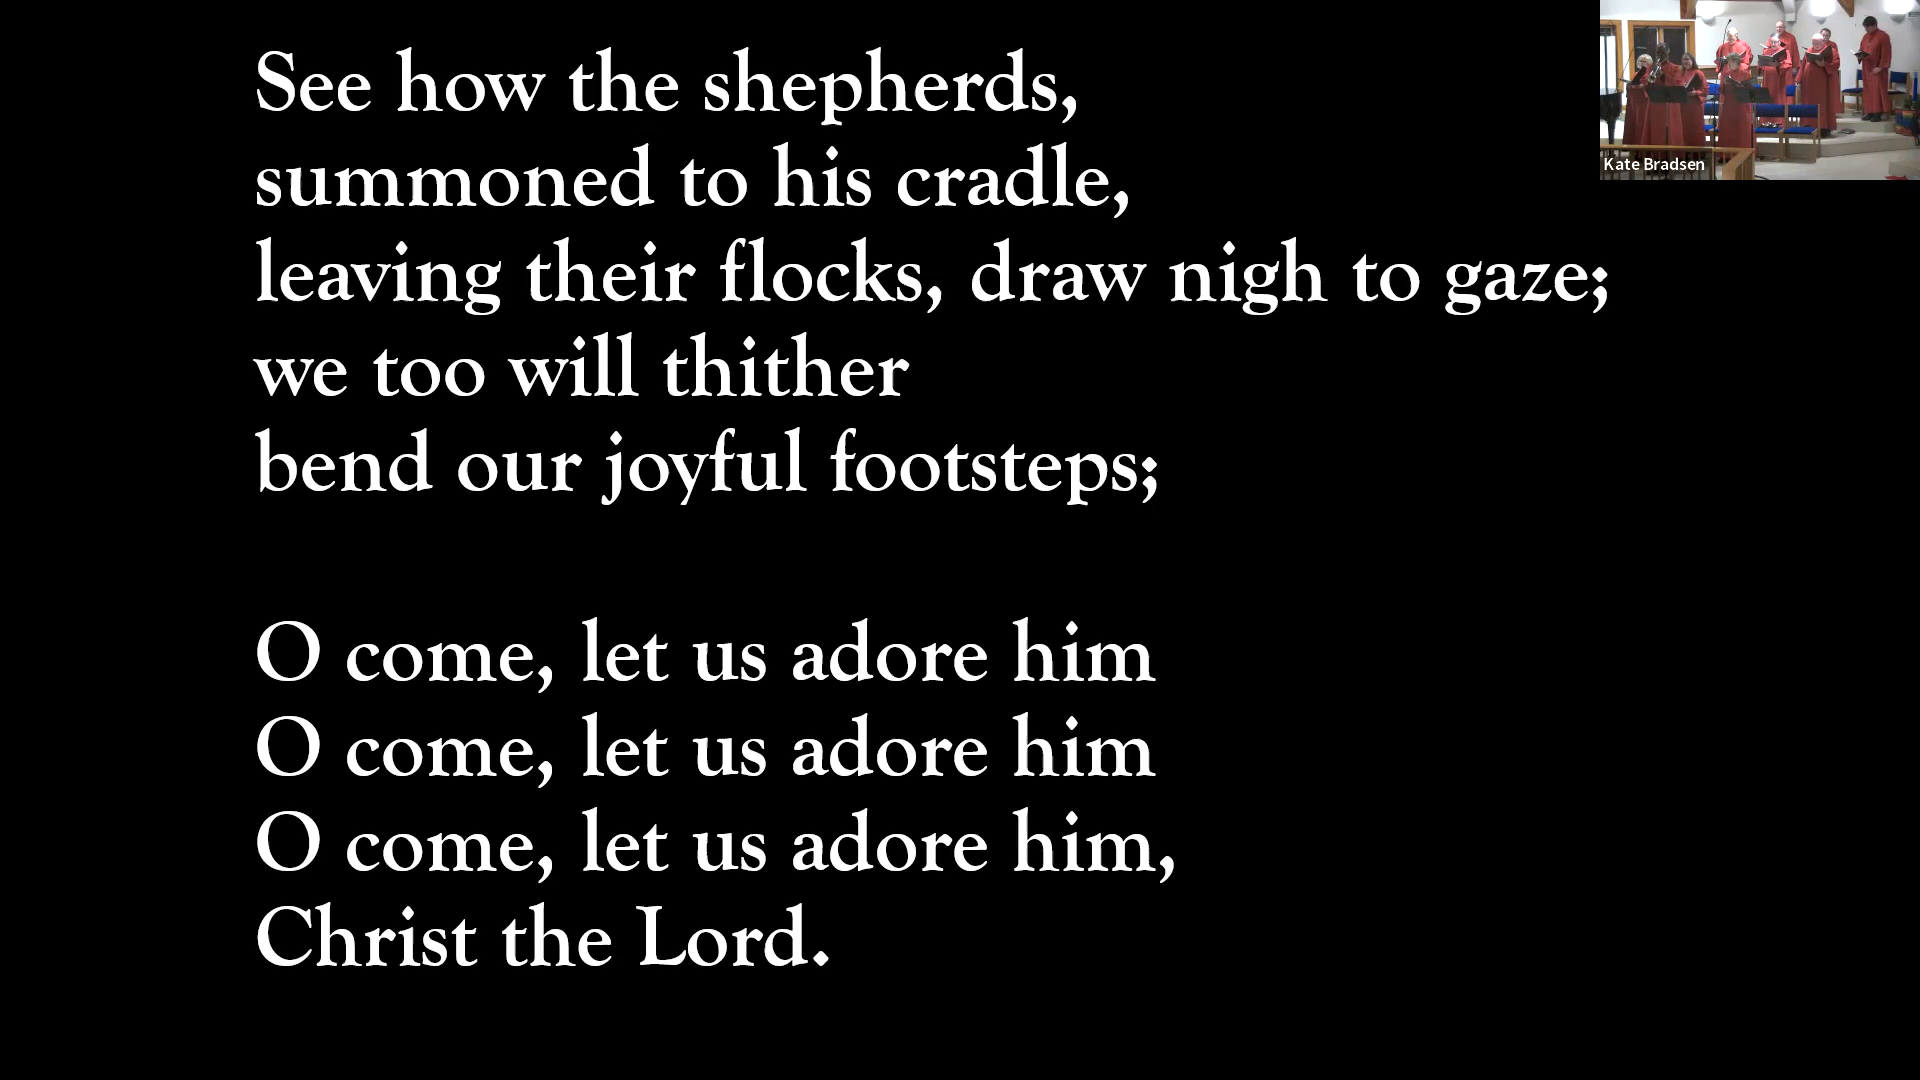 See how the shepherds,
summoned to his cradle,
leaving their flocks, draw nigh to gaze;
we too will thither
bend our joyful footsteps;
O come, let us adore him
O come, let us adore him
O come, let us adore him,
Christ the Lord.
Kate Bradsen